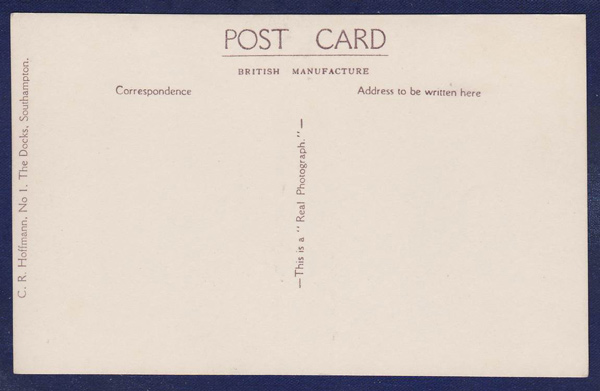 POST CARD
BRITISH MANUFACTURE
Correspondence
Address to be written here
C. R. Hoffmann, No 1, The Docks, Southampton.
—This is a "Real Photograph."—